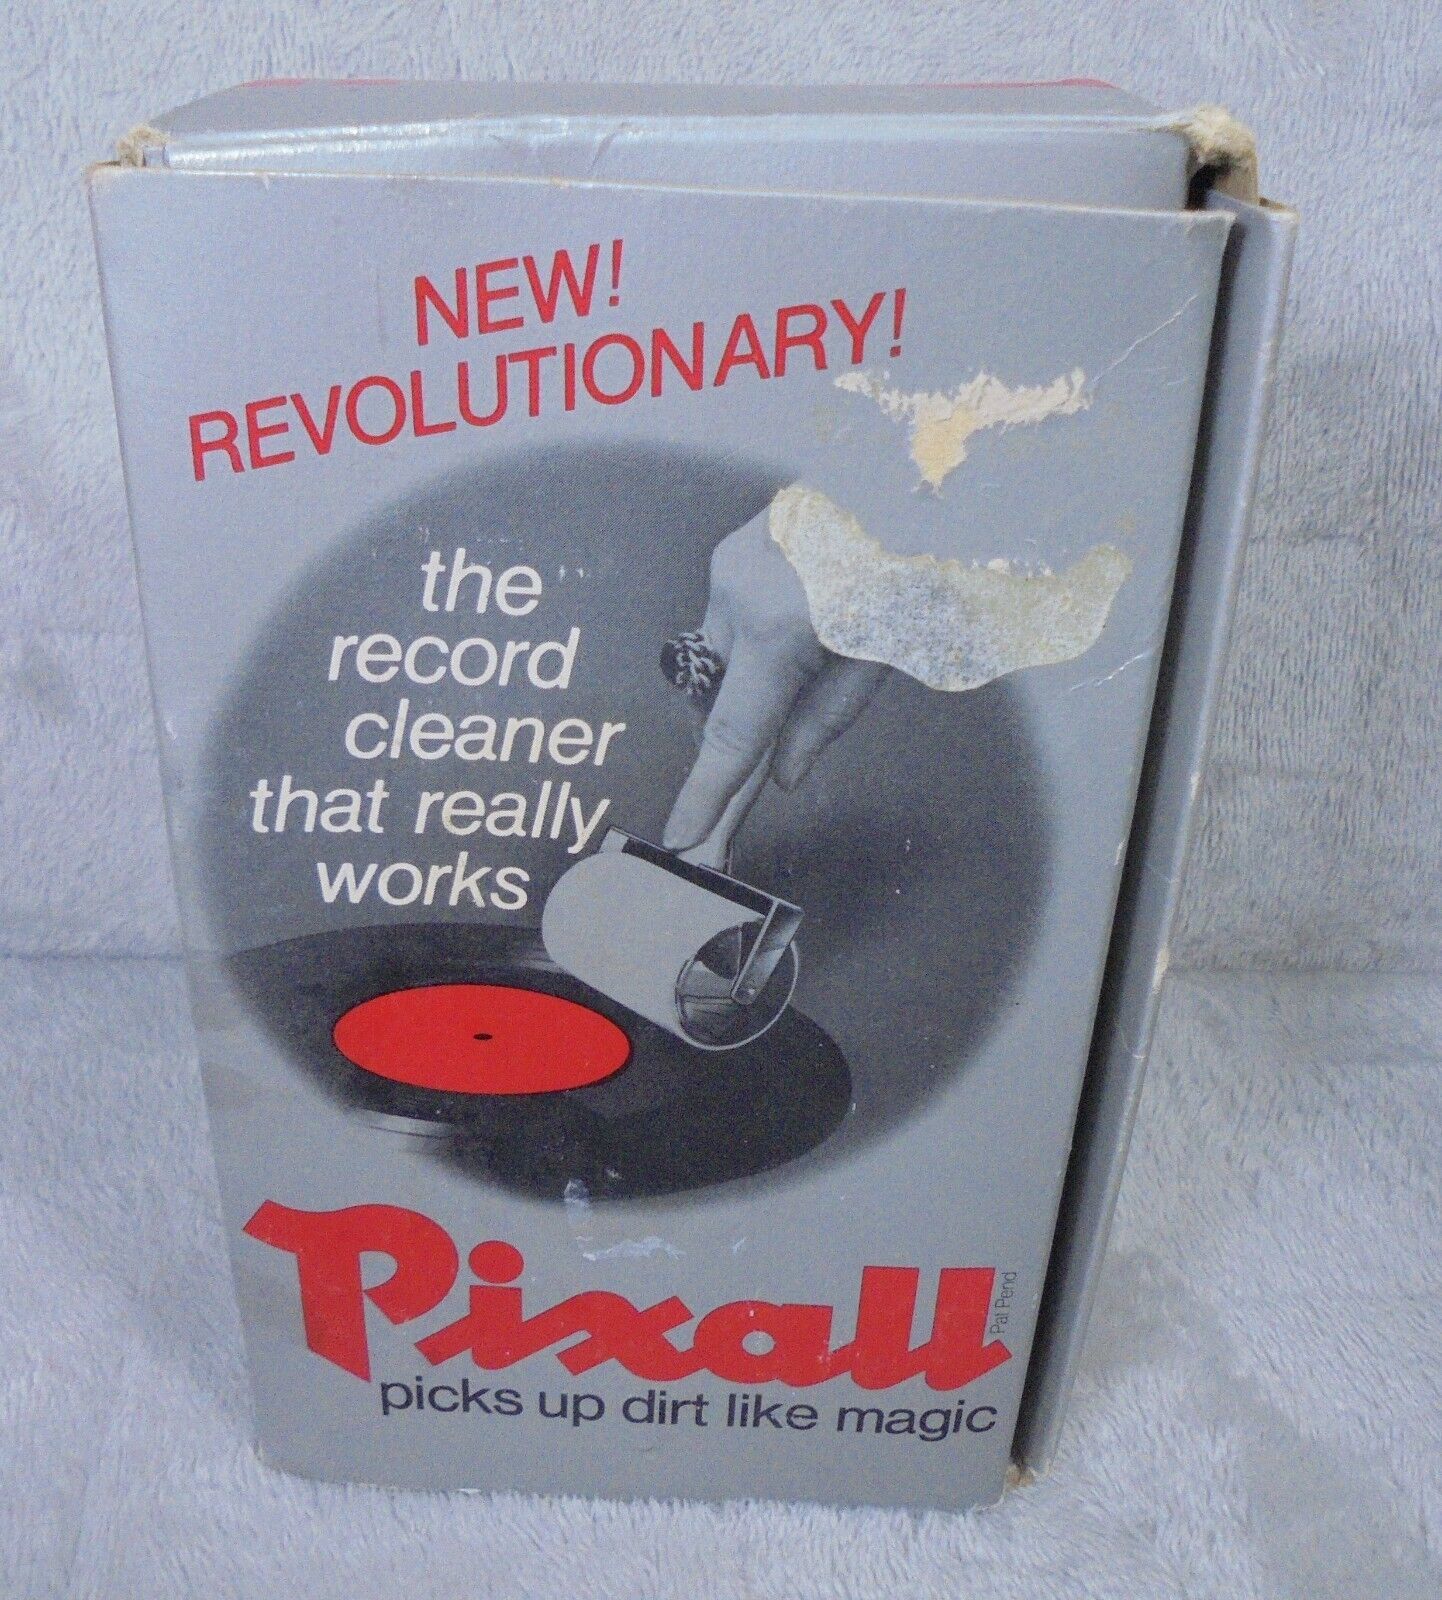 NEW!
REVOLUTIONARY!
the
record
cleaner
that really
works
Pixall
Pat Pend
picks up dirt like magic